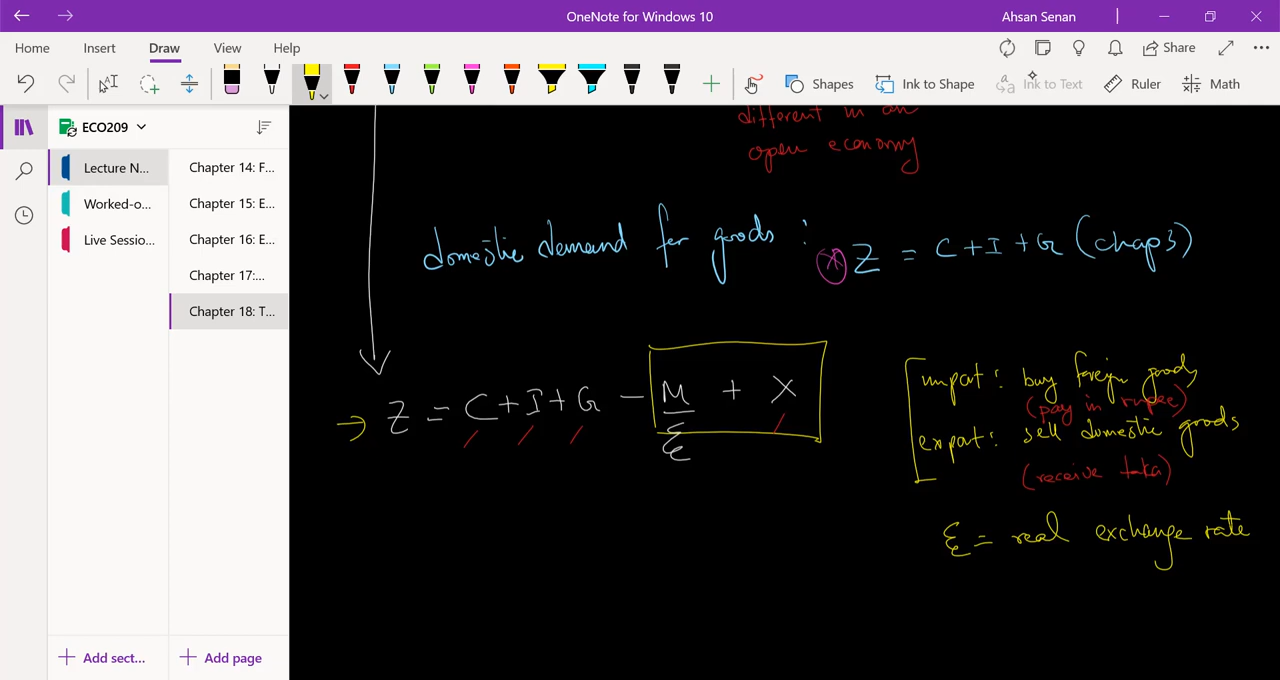 OneNote for Windows 10
Ahsan Senan
Home Insert Draw View Help
Share
Shapes Ink to Shape Ink to Text Ruler Math
ECO209
Lecture N...
Worked-o...
Live Sessio...
Chapter 14: F...
Chapter 15: E...
Chapter 16: E...
Chapter 17:...
Chapter 18: T...
Add sect...
Add page
different in an
open economy
domestic demand for goods : * Z = C + I + G (chap 3)
→ Z = C + I + G - M/ε + X
import : buy foreign goods
(pay in rupee)
export : sell domestic goods
(receive taka)
ε = real exchange rate